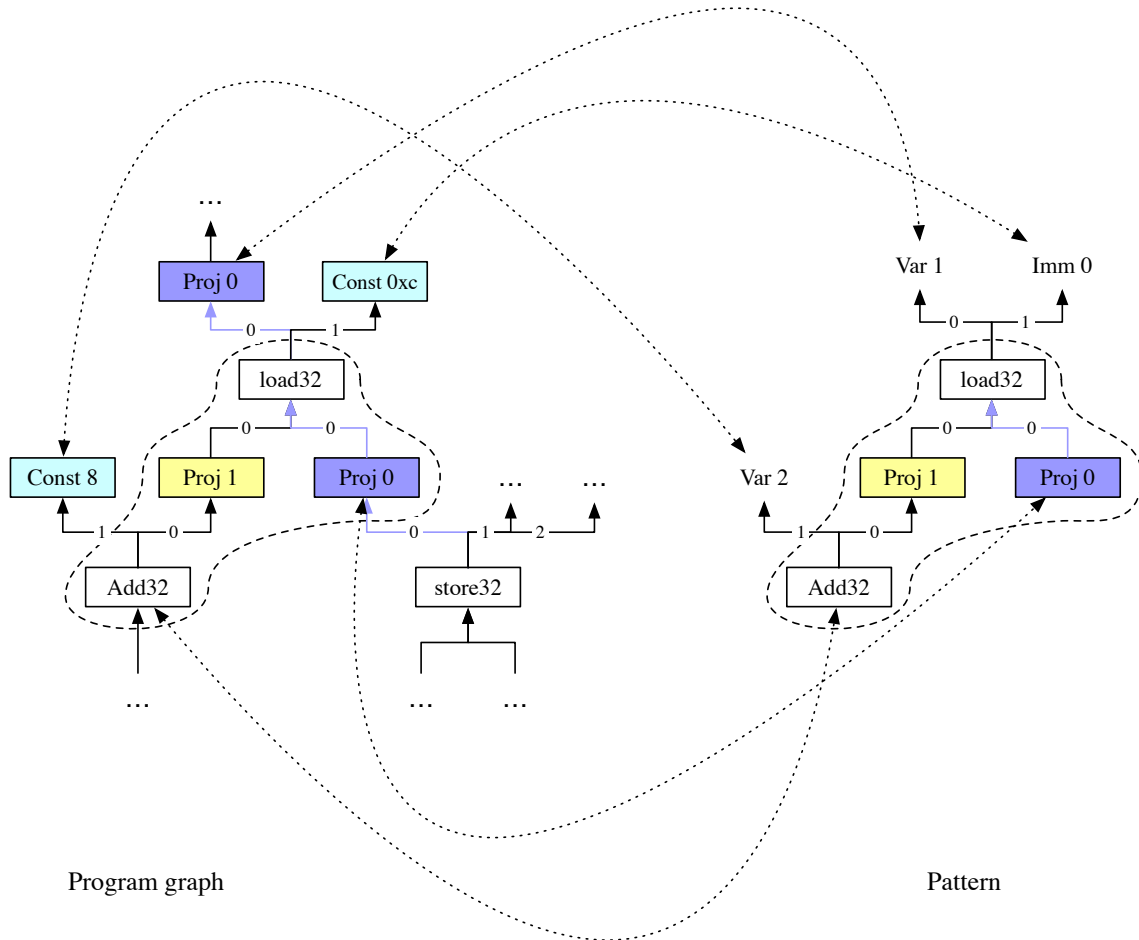 ...
Proj 0
Const 0xc
Var 1
Imm 0
0
1
0
1
load32
load32
0
0
0
0
Const 8
Proj 1
Proj 0
...
...
Var 2
Proj 1
Proj 0
1
0
0
1
2
1
0
Add32
store32
Add32
...
...
...
Program graph
Pattern